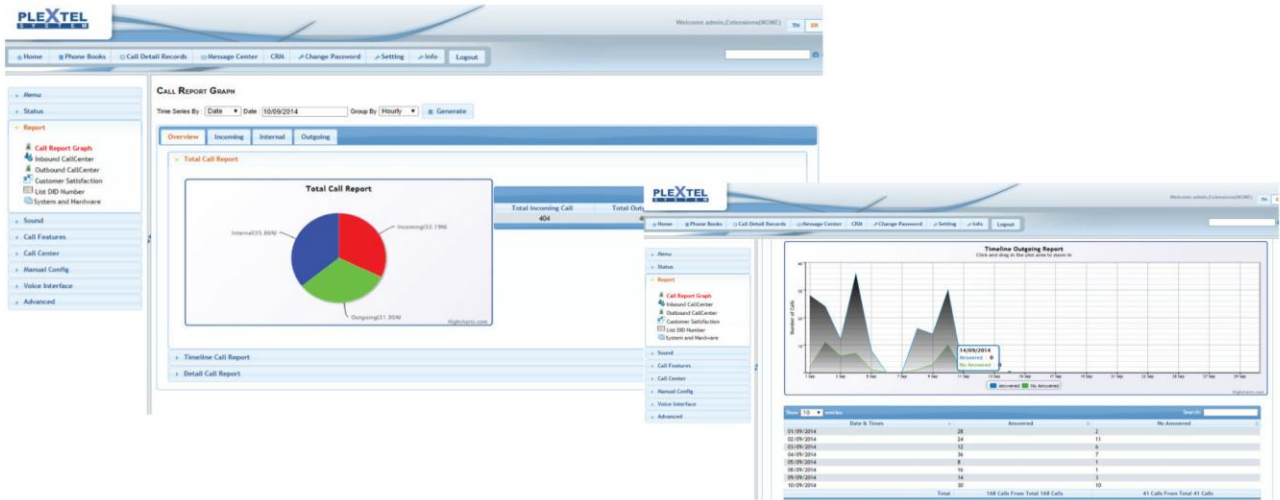 PLEXTEL
SYSTEM
Welcome admin,Extensions(NONE) TH EN
Home Phone Books Call Detail Records Message Center CRM Change Password Setting Info Logout
Menu
Status
Report
Call Report Graph
Inbound CallCenter
Outbound CallCenter
Customer Satisfaction
List DID Number
System and Hardware
Sound
Call Features
Call Center
Manual Config
Voice Interface
Advanced
CALL REPORT GRAPH
Time Series By : Date Date : 10/09/2014 Group By Hourly Generate
Overview Incoming Internal Outgoing
Total Call Report
Total Call Report
Incoming(32.19%)
Outgoing(31.95%)
Highcharts.com
Total Incoming Call
404
Timeline Call Report
Detail Call Report
PLEXTEL
SYSTEM
Welcome admin,Extensions(NONE) TH
Home Phone Books Call Detail Records Message Center CRM Change Password Setting Info Logout
Menu
Status
Report
Call Report Graph
Inbound CallCenter
Outbound CallCenter
Customer Satisfaction
List DID Number
System and Hardware
Sound
Call Features
Call Center
Manual Config
Voice Interface
Advanced
Timeline Outgoing Report
Click and drag in the plot area to zoom in
Number of Calls
14/09/2014
Answered : 0
No Answered : 0
Answered No Answered
Highcharts.com
Show 10 entries Search:
Date & Times Answered No Answered
01/09/2014 28 2
02/09/2014 24 11
03/09/2014 12 6
04/09/2014 36 7
05/09/2014 8 1
08/09/2014 16 1
09/09/2014 14 3
10/09/2014 30 10
Total 168 Calls From Total 168 Calls 41 Calls From Total 41 Calls